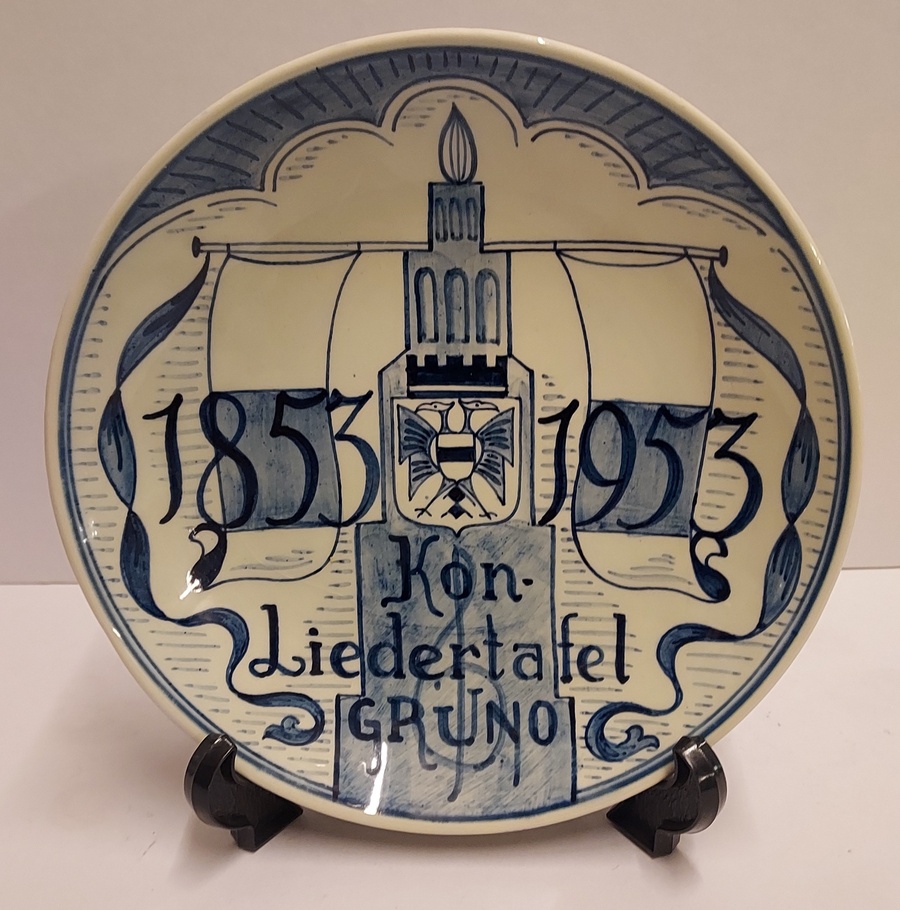 1853 1953
Kon.
Liedertafel
GRUNO